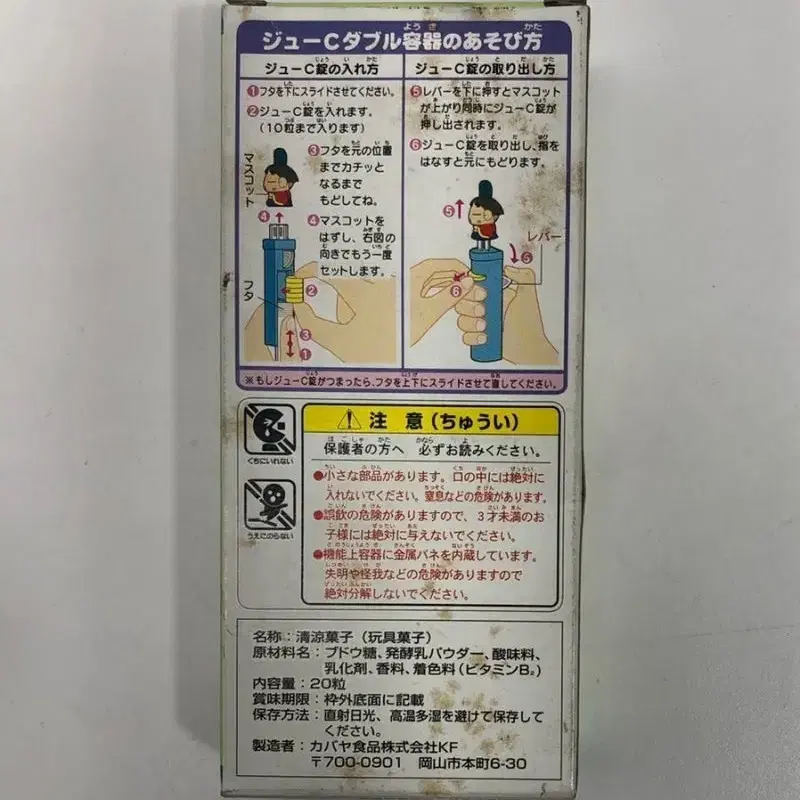 ジューCダブル容器のあそび方
ジューC錠の入れ方
❶フタを下にスライドさせてください。
❷ジューC錠を入れます。
(10粒まで入ります)
❸フタを元の位置
までカチッと
なるまで
もどしてね。
❹マスコットを
はずし、右図の
向きでもう一度
セットします。
マスコット
❹
フタ
❷
❸
❶
ジューC錠の取り出し方
❺レバーを下に押すとマスコット
が上がり同時にジューC錠が
押し出されます。
❻ジューC錠を取り出し、指を
はなすと元にもどります。
❺
レバー
❺
❻
※もしジューC錠がつまったら、フタを上下にスライドさせて直してください。
くちにいれない
うえにのらない
注 意(ちゅうい)
保護者の方へ 必ずお読みください。
●小さな部品があります。口の中には絶対に
入れないでください。窒息などの危険があります。
●誤飲の危険がありますので、3才未満のお
子様には絶対に与えないでください。
●機能上容器に金属バネを内蔵しています。
失明や怪我などの危険がありますので
絶対分解しないでください。
名称:清涼菓子(玩具菓子)
原材料名:ブドウ糖、発酵乳パウダー、酸味料、
乳化剤、香料、着色料(ビタミンB₂)
内容量:20粒
賞味期限:枠外底面に記載
保存方法:直射日光、高温多湿を避けて保存して
ください。
製造者:カバヤ食品株式会社KF
〒700-0901 岡山市本町6-30